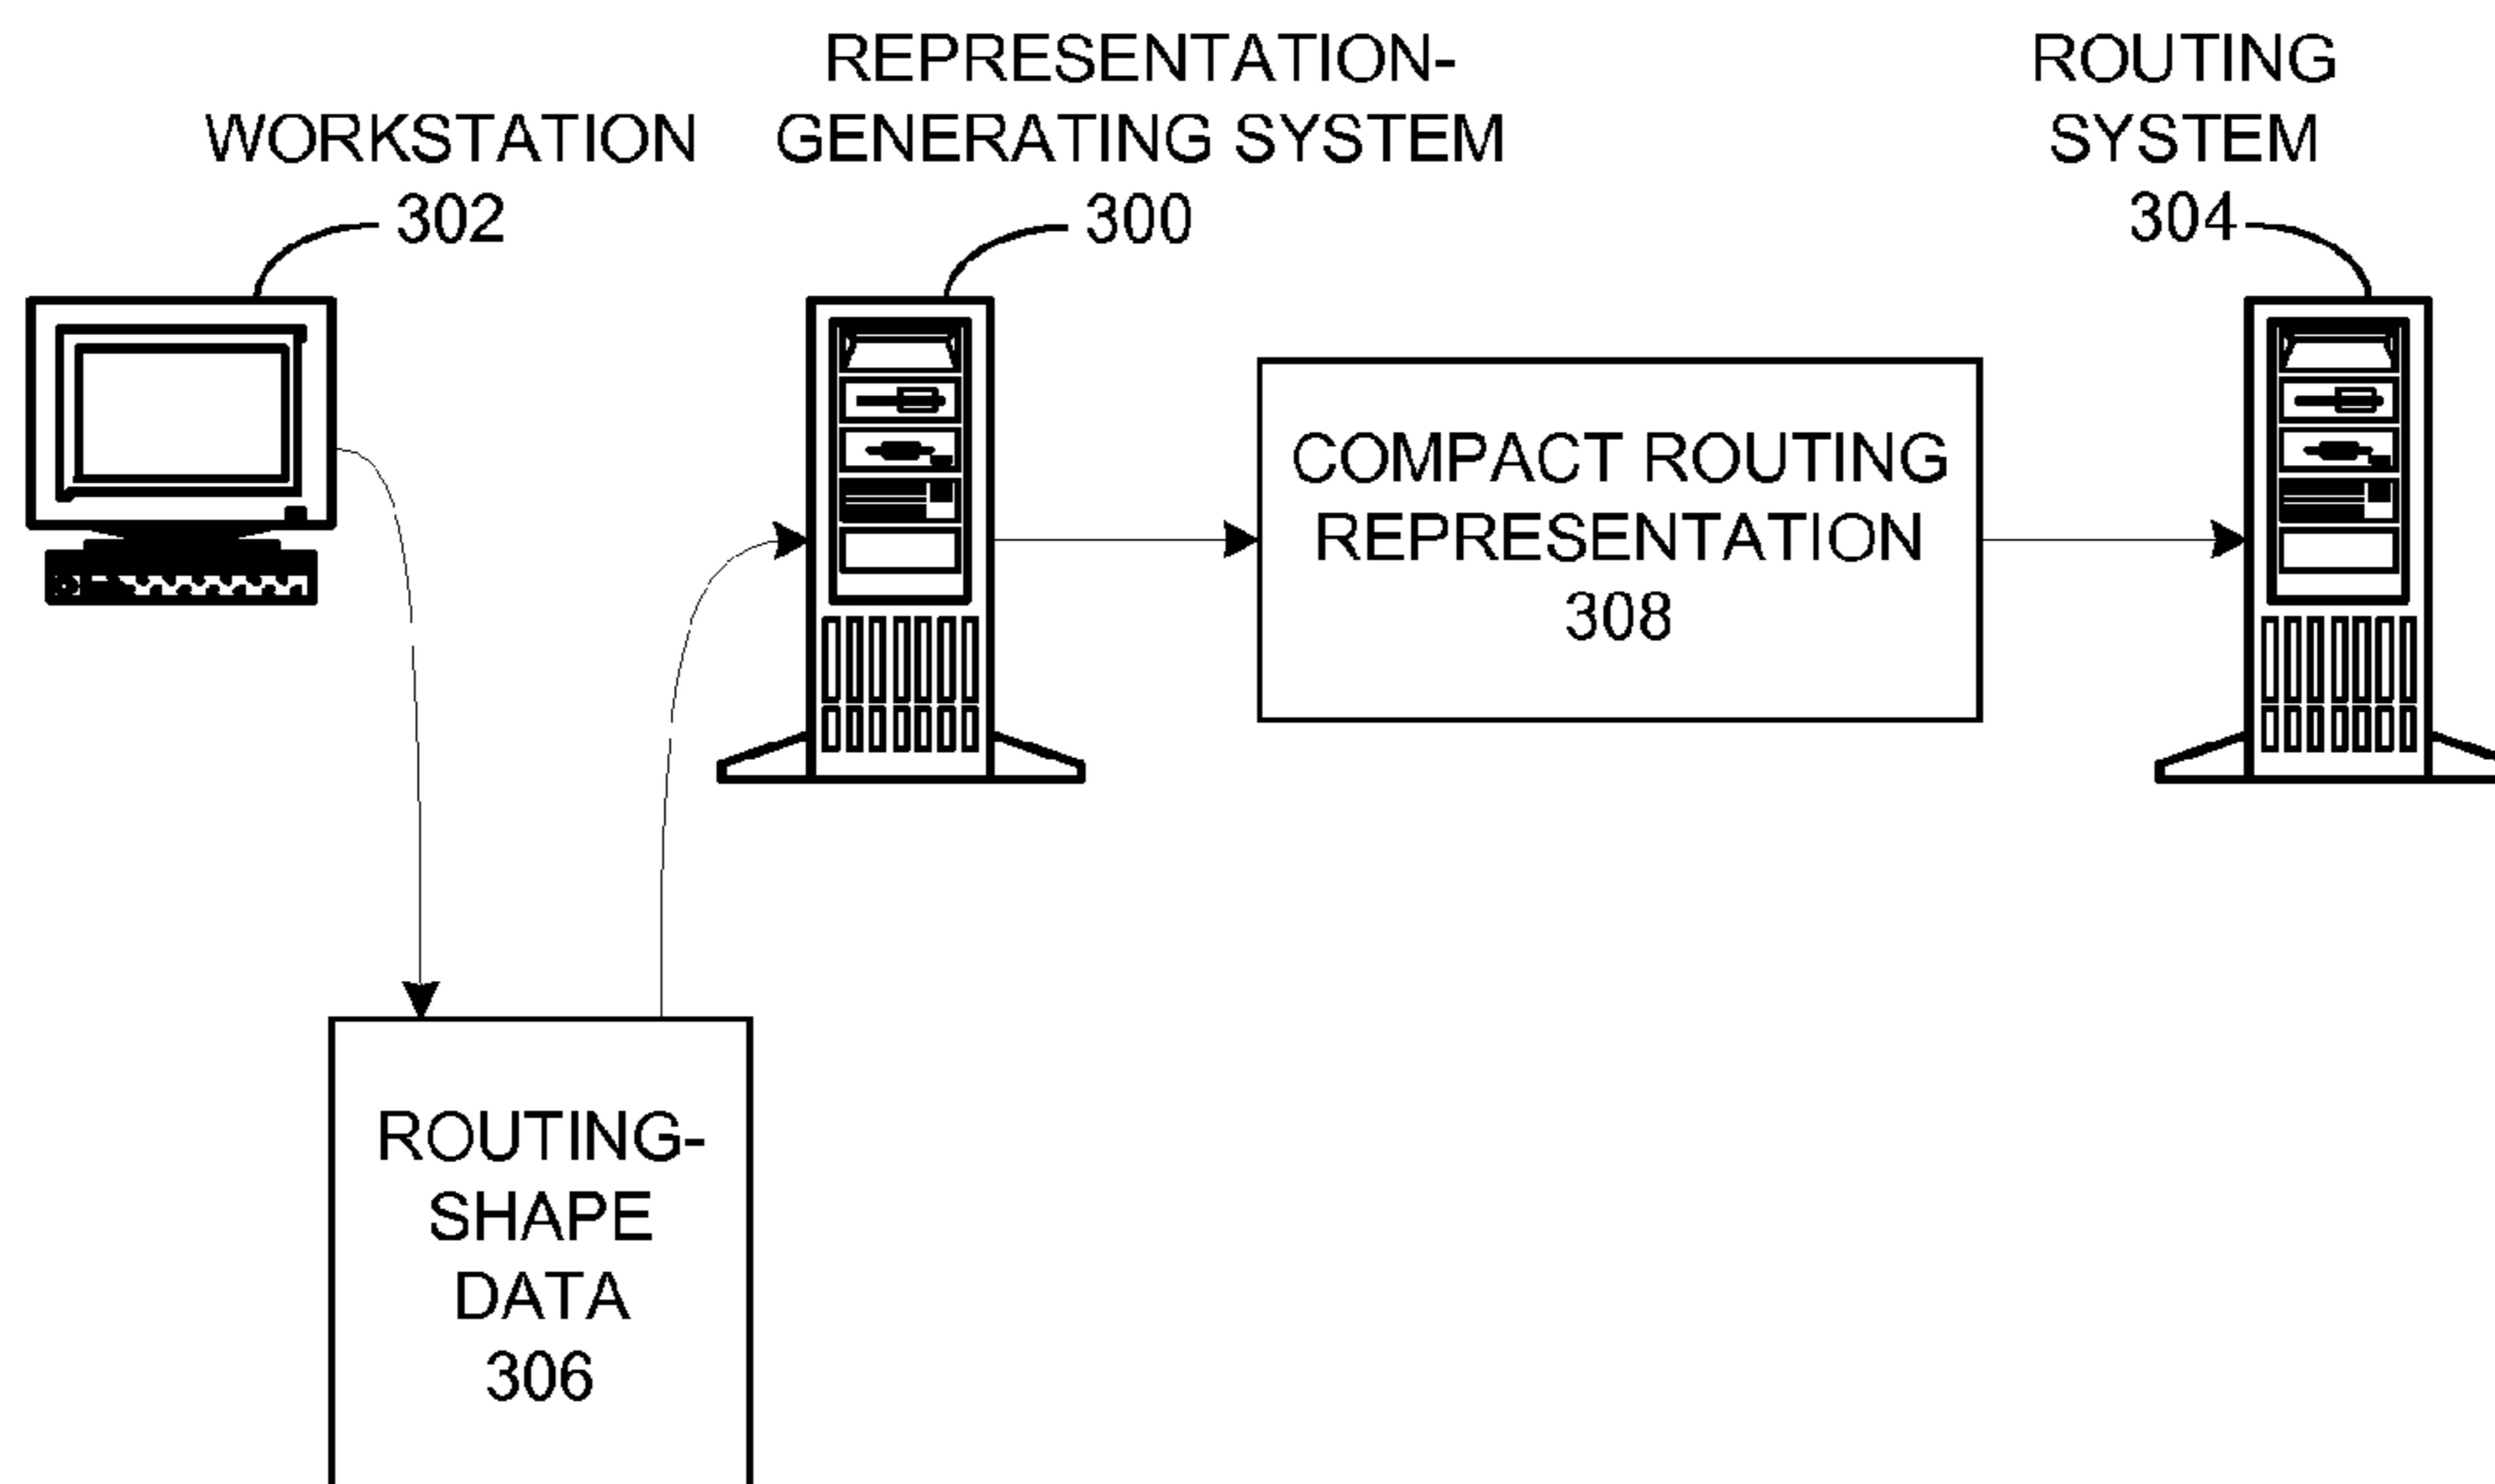 WORKSTATION
302
REPRESENTATION-
GENERATING SYSTEM
300
ROUTING
SYSTEM
304
COMPACT ROUTING
REPRESENTATION
308
ROUTING-
SHAPE
DATA
306